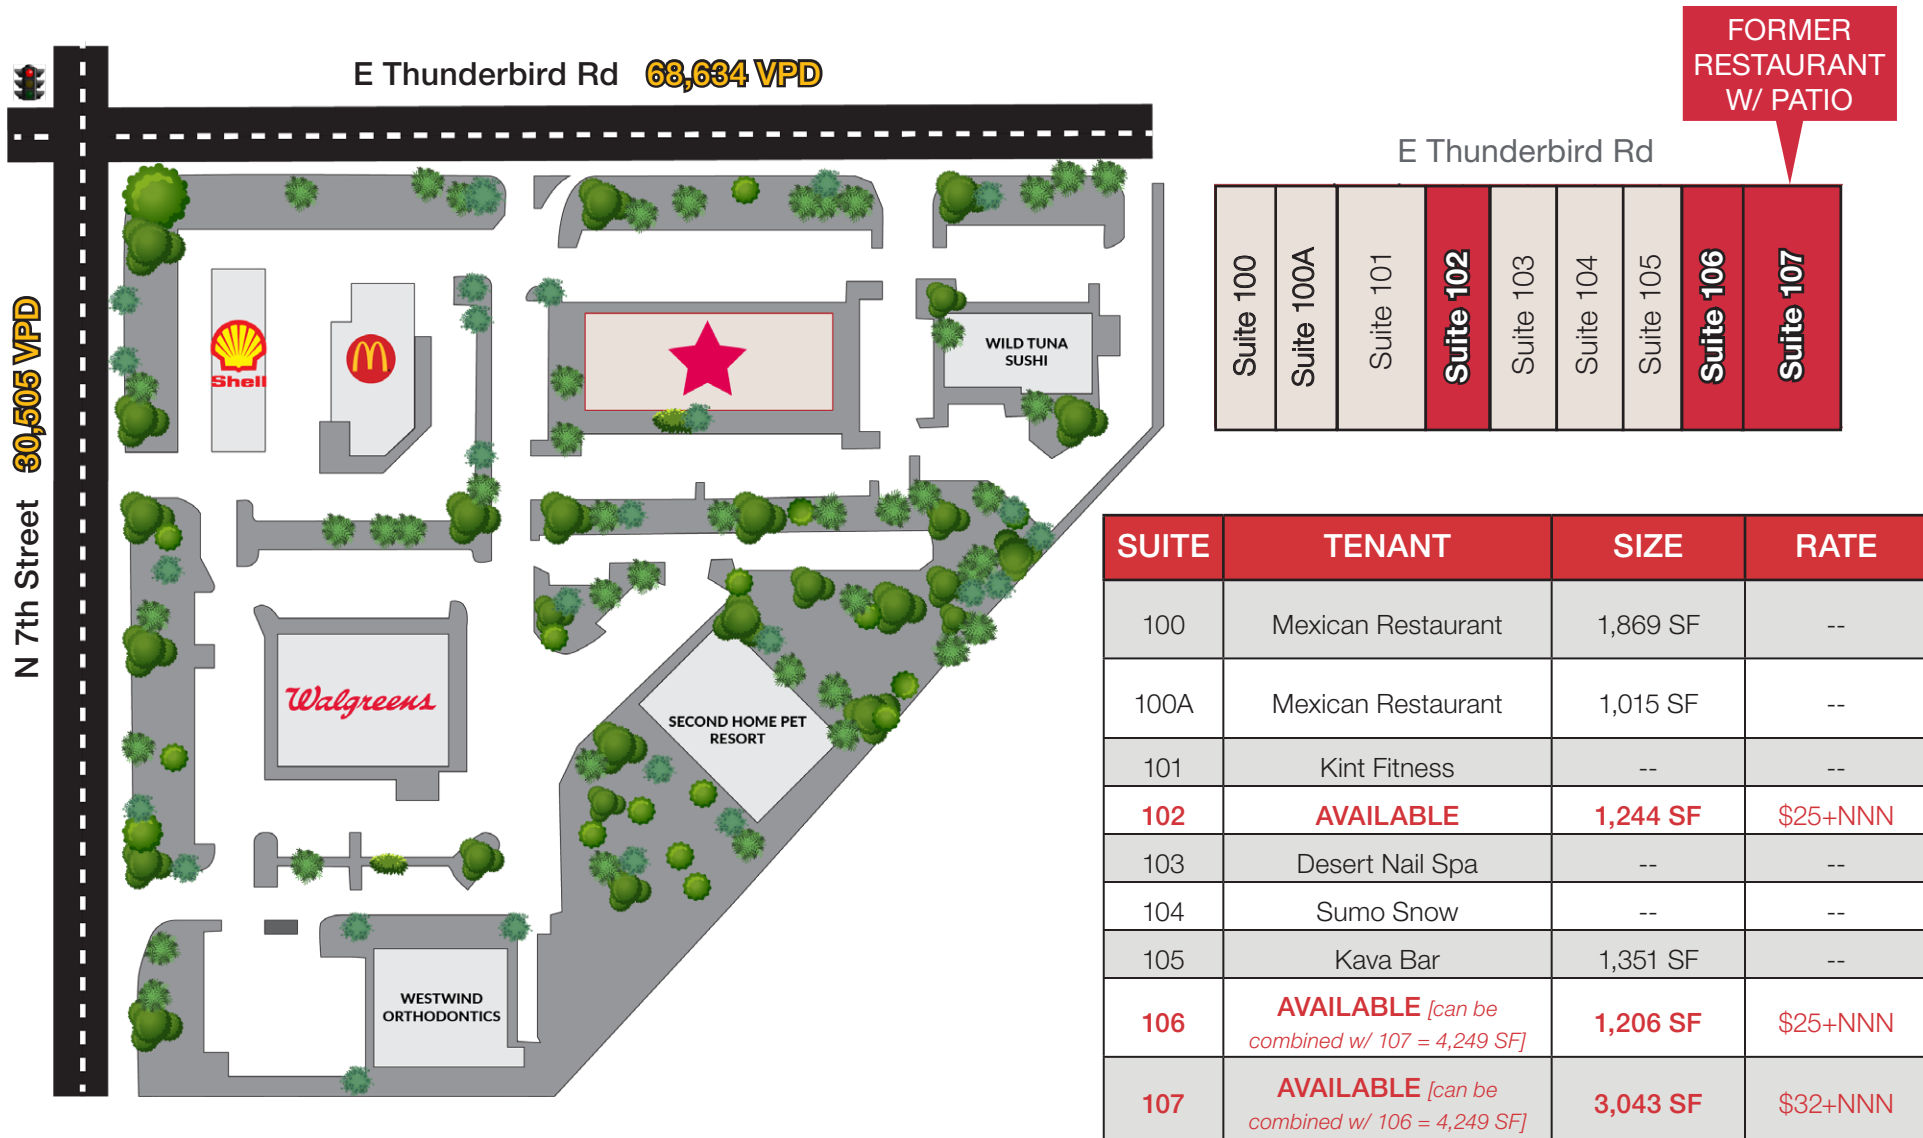 FORMER
RESTAURANT
W/ PATIO
E Thunderbird Rd 68,634 VPD
E Thunderbird Rd
N 7th Street 30,505 VPD
Shell
WILD TUNA
SUSHI
Walgreens
SECOND HOME PET
RESORT
WESTWIND
ORTHODONTICS
Suite 100
Suite 100A
Suite 101
Suite 102
Suite 103
Suite 104
Suite 105
Suite 106
Suite 107
SUITE TENANT SIZE RATE
100 Mexican Restaurant 1,869 SF --
100A Mexican Restaurant 1,015 SF --
101 Kint Fitness -- --
102 AVAILABLE 1,244 SF $25+NNN
103 Desert Nail Spa -- --
104 Sumo Snow -- --
105 Kava Bar 1,351 SF --
106 AVAILABLE [can be
combined w/ 107 = 4,249 SF] 1,206 SF $25+NNN
107 AVAILABLE [can be
combined w/ 106 = 4,249 SF] 3,043 SF $32+NNN